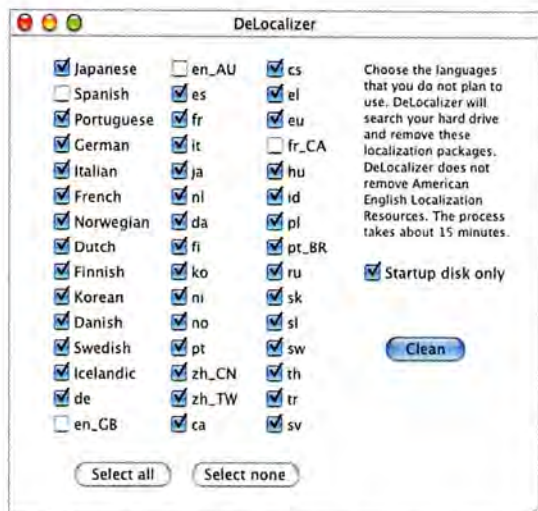 DeLocalizer
Japanese
Spanish
Portuguese
German
Italian
French
Norwegian
Dutch
Finnish
Korean
Danish
Swedish
Icelandic
de
en_GB
en_AU
es
fr
it
ja
nl
da
fi
ko
ni
no
pt
zh_CN
zh_TW
ca
cs
el
eu
fr_CA
hu
id
pl
pt_BR
ru
sk
sl
sw
th
tr
sv
Choose the languages
that you do not plan to
use. DeLocalizer will
search your hard drive
and remove these
localization packages.
DeLocalizer does not
remove American
English Localization
Resources. The process
takes about 15 minutes.
Startup disk only
Clean
Select all
Select none